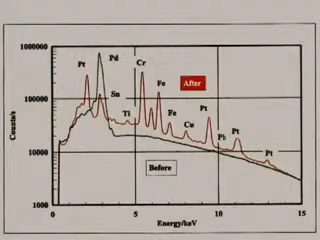 1000000
Pt
Pd
Cr
Fe
After
100000
Sn
Ti
Fe
Cu
Pt
Pb
Pt
10000
Before
Pt
1000
0
5
10
15
Counts/s
Energy/keV